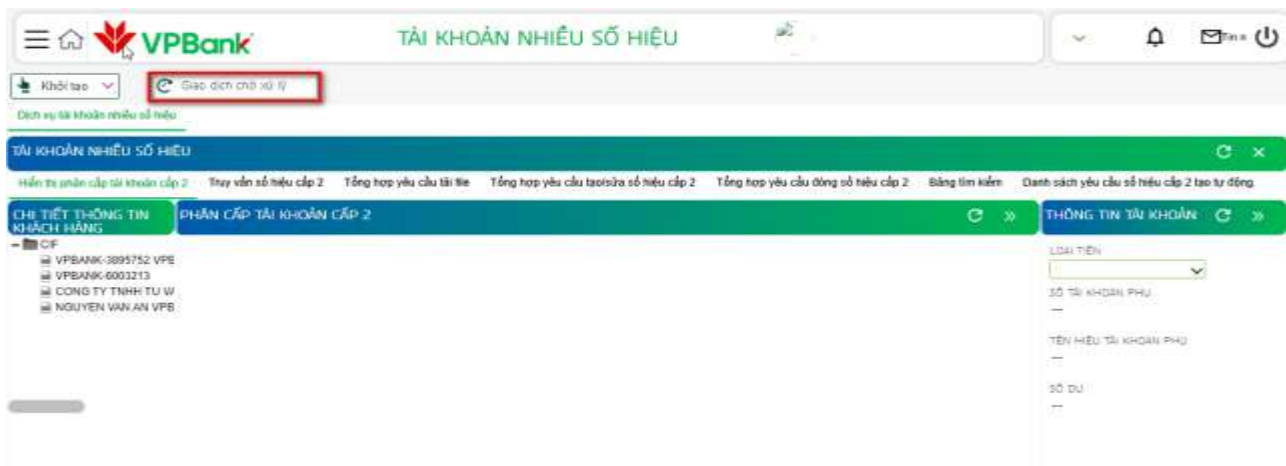 VPBank
TÀI KHOẢN NHIỀU SỐ HIỆU
Tin n
Khởi tạo
Giao dịch chờ xử lý
Dịch vụ tài khoản nhiều số hiệu
TÀI KHOẢN NHIỀU SỐ HIỆU
Hiển thị phân cấp tài khoản cấp 2
Truy vấn số hiệu cấp 2
Tổng hợp yêu cầu tải file
Tổng hợp yêu cầu tạo/sửa số hiệu cấp 2
Tổng hợp yêu cầu đóng số hiệu cấp 2
Bảng tìm kiếm
Danh sách yêu cầu số hiệu cấp 2 tạo tự động
CHI TIẾT THÔNG TIN
KHÁCH HÀNG
PHÂN CẤP TÀI KHOẢN CẤP 2
THÔNG TIN TÀI KHOẢN
CIF
VPBANK-3895752 VPB
VPBANK-6003213
CONG TY TNHH TU W
NGUYEN VAN AN VPB
LOẠI TIỀN
SỐ TÀI KHOẢN PHỤ
---
TÊN HIỆU TÀI KHOẢN PHỤ
---
SỐ DƯ
---